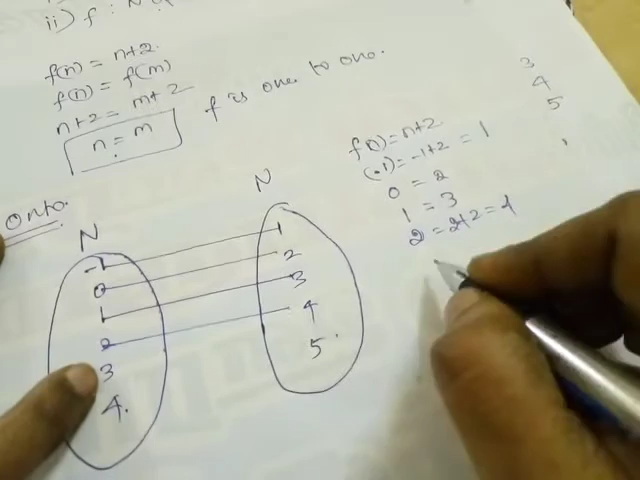 ii) f : N
f(n) = n+2.
f(n) = f(m)
n+2 = m+2
n = m
f is one to one.
3
4
5
f(n) = n+2
(-1) = -1+2 = 1
0 = 2
1 = 3
2 = 2+2 = 4
onto.
N
-1
0
1
2
3
4.
N
1
2
3
4
5.